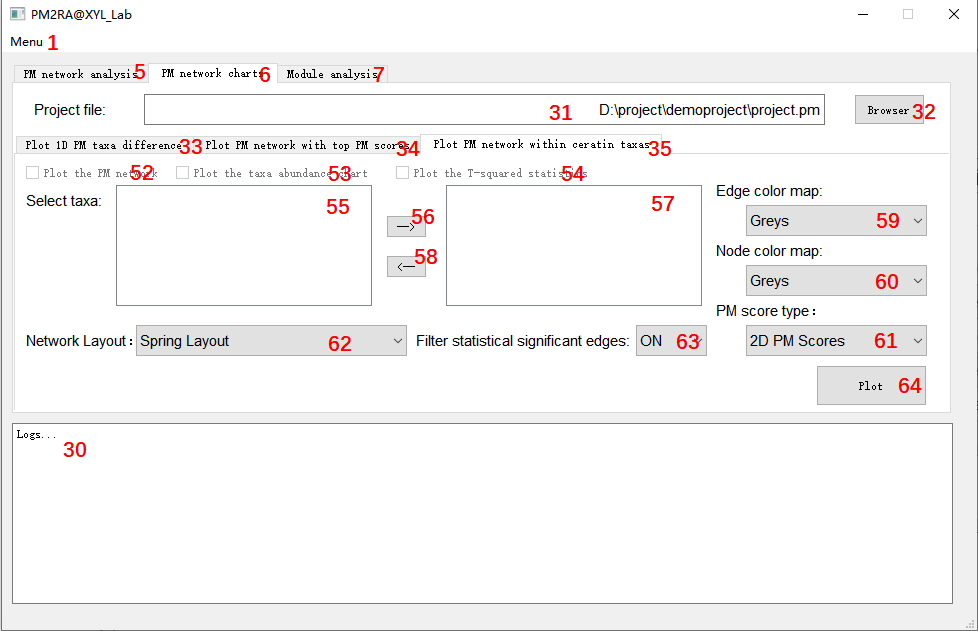 PM2RA@XYL_Lab
Menu 1
PM network analysis 5 PM network charts 6 Module analysis 7
Project file: 31 D:\project\demoproject\project.pm Browser 32
Plot 1D PM taxa difference 33 Plot PM network with top PM scores 34 Plot PM network within ceratin taxas 35
Plot the PM network 52 Plot the taxa abundance chart 53 Plot the T-squared statistics 54
Select taxa: 55 —> 56 57 Edge color map:
Greys 59
<— 58 Node color map:
Greys 60
PM score type:
Network Layout: Spring Layout 62 Filter statistical significant edges: ON 63 2D PM Scores 61
Plot 64
Logs...
30